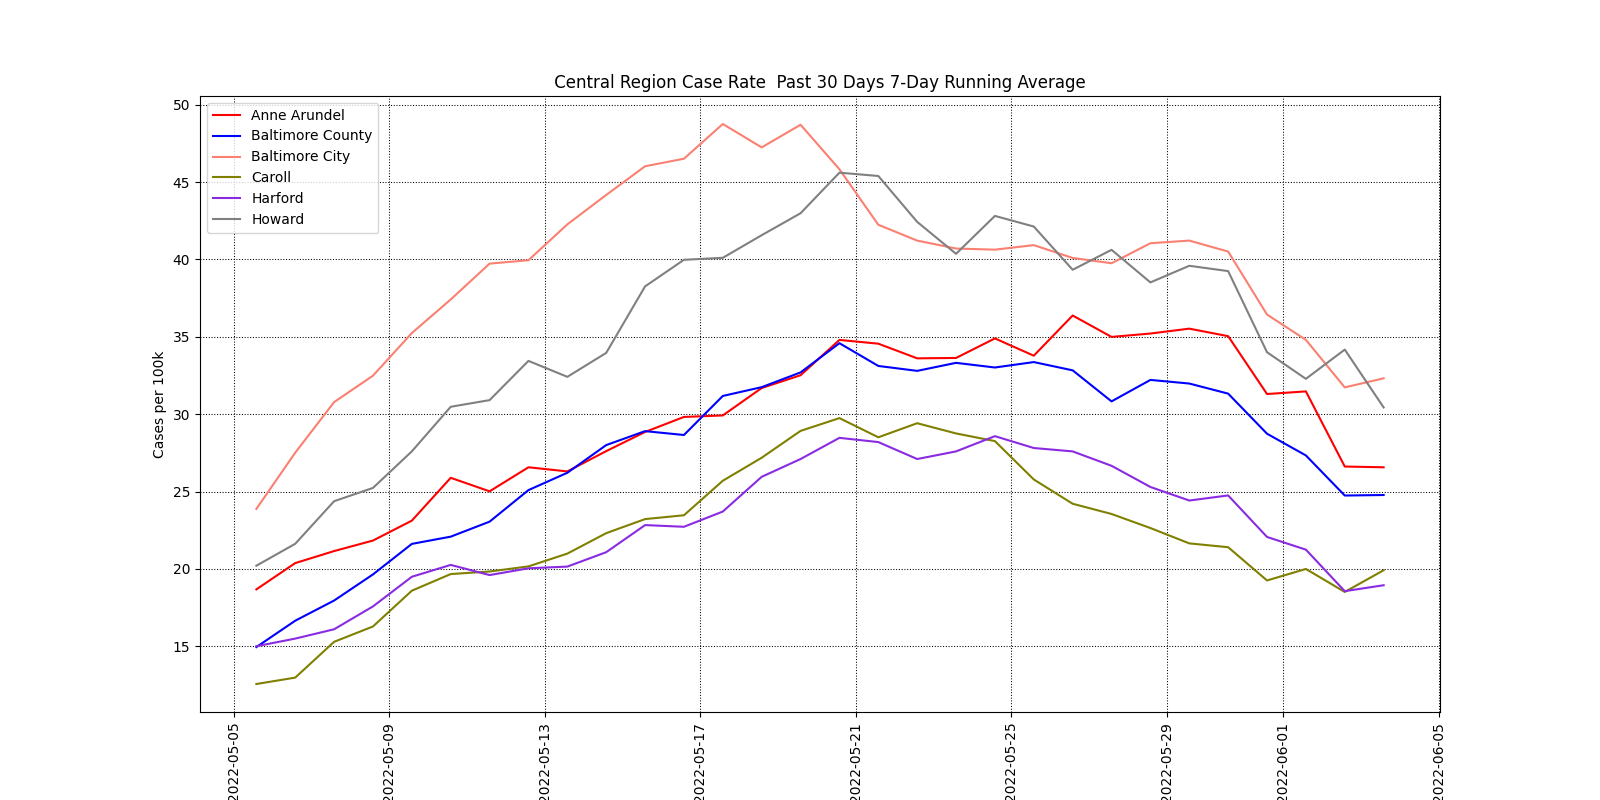 Central Region Case Rate  Past 30 Days 7-Day Running Average
50
45
40
35
30
25
20
15
Cases per 100k
Anne Arundel
Baltimore County
Baltimore City
Caroll
Harford
Howard
2022-05-05
2022-05-09
2022-05-13
2022-05-17
2022-05-21
2022-05-25
2022-05-29
2022-06-01
2022-06-05